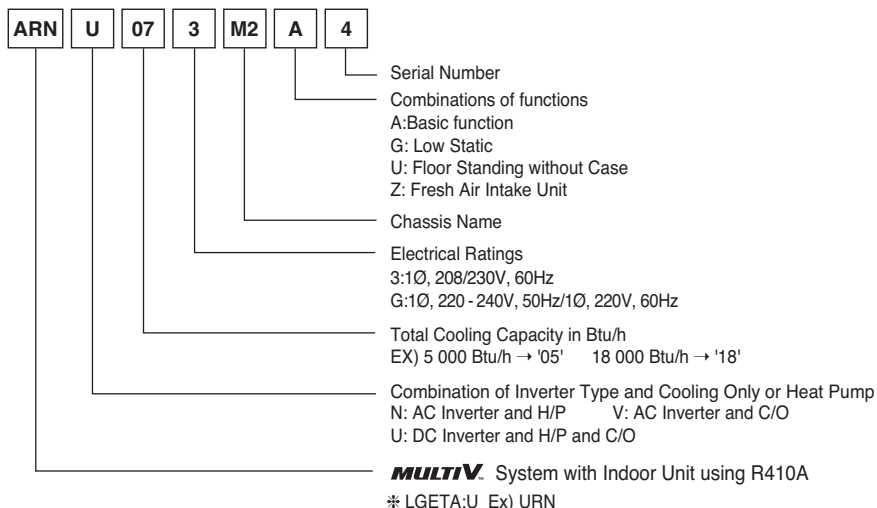 ARN U 07 3 M2 A 4
Serial Number
Combinations of functions
A:Basic function
G: Low Static
U: Floor Standing without Case
Z: Fresh Air Intake Unit
Chassis Name
Electrical Ratings
3:1Ø, 208/230V, 60Hz
G:1Ø, 220 - 240V, 50Hz/1Ø, 220V, 60Hz
Total Cooling Capacity in Btu/h
EX) 5 000 Btu/h → '05' 18 000 Btu/h → '18'
Combination of Inverter Type and Cooling Only or Heat Pump
N: AC Inverter and H/P V: AC Inverter and C/O
U: DC Inverter and H/P and C/O
MULTI V™ System with Indoor Unit using R410A
❉ LGETA:U Ex) URN